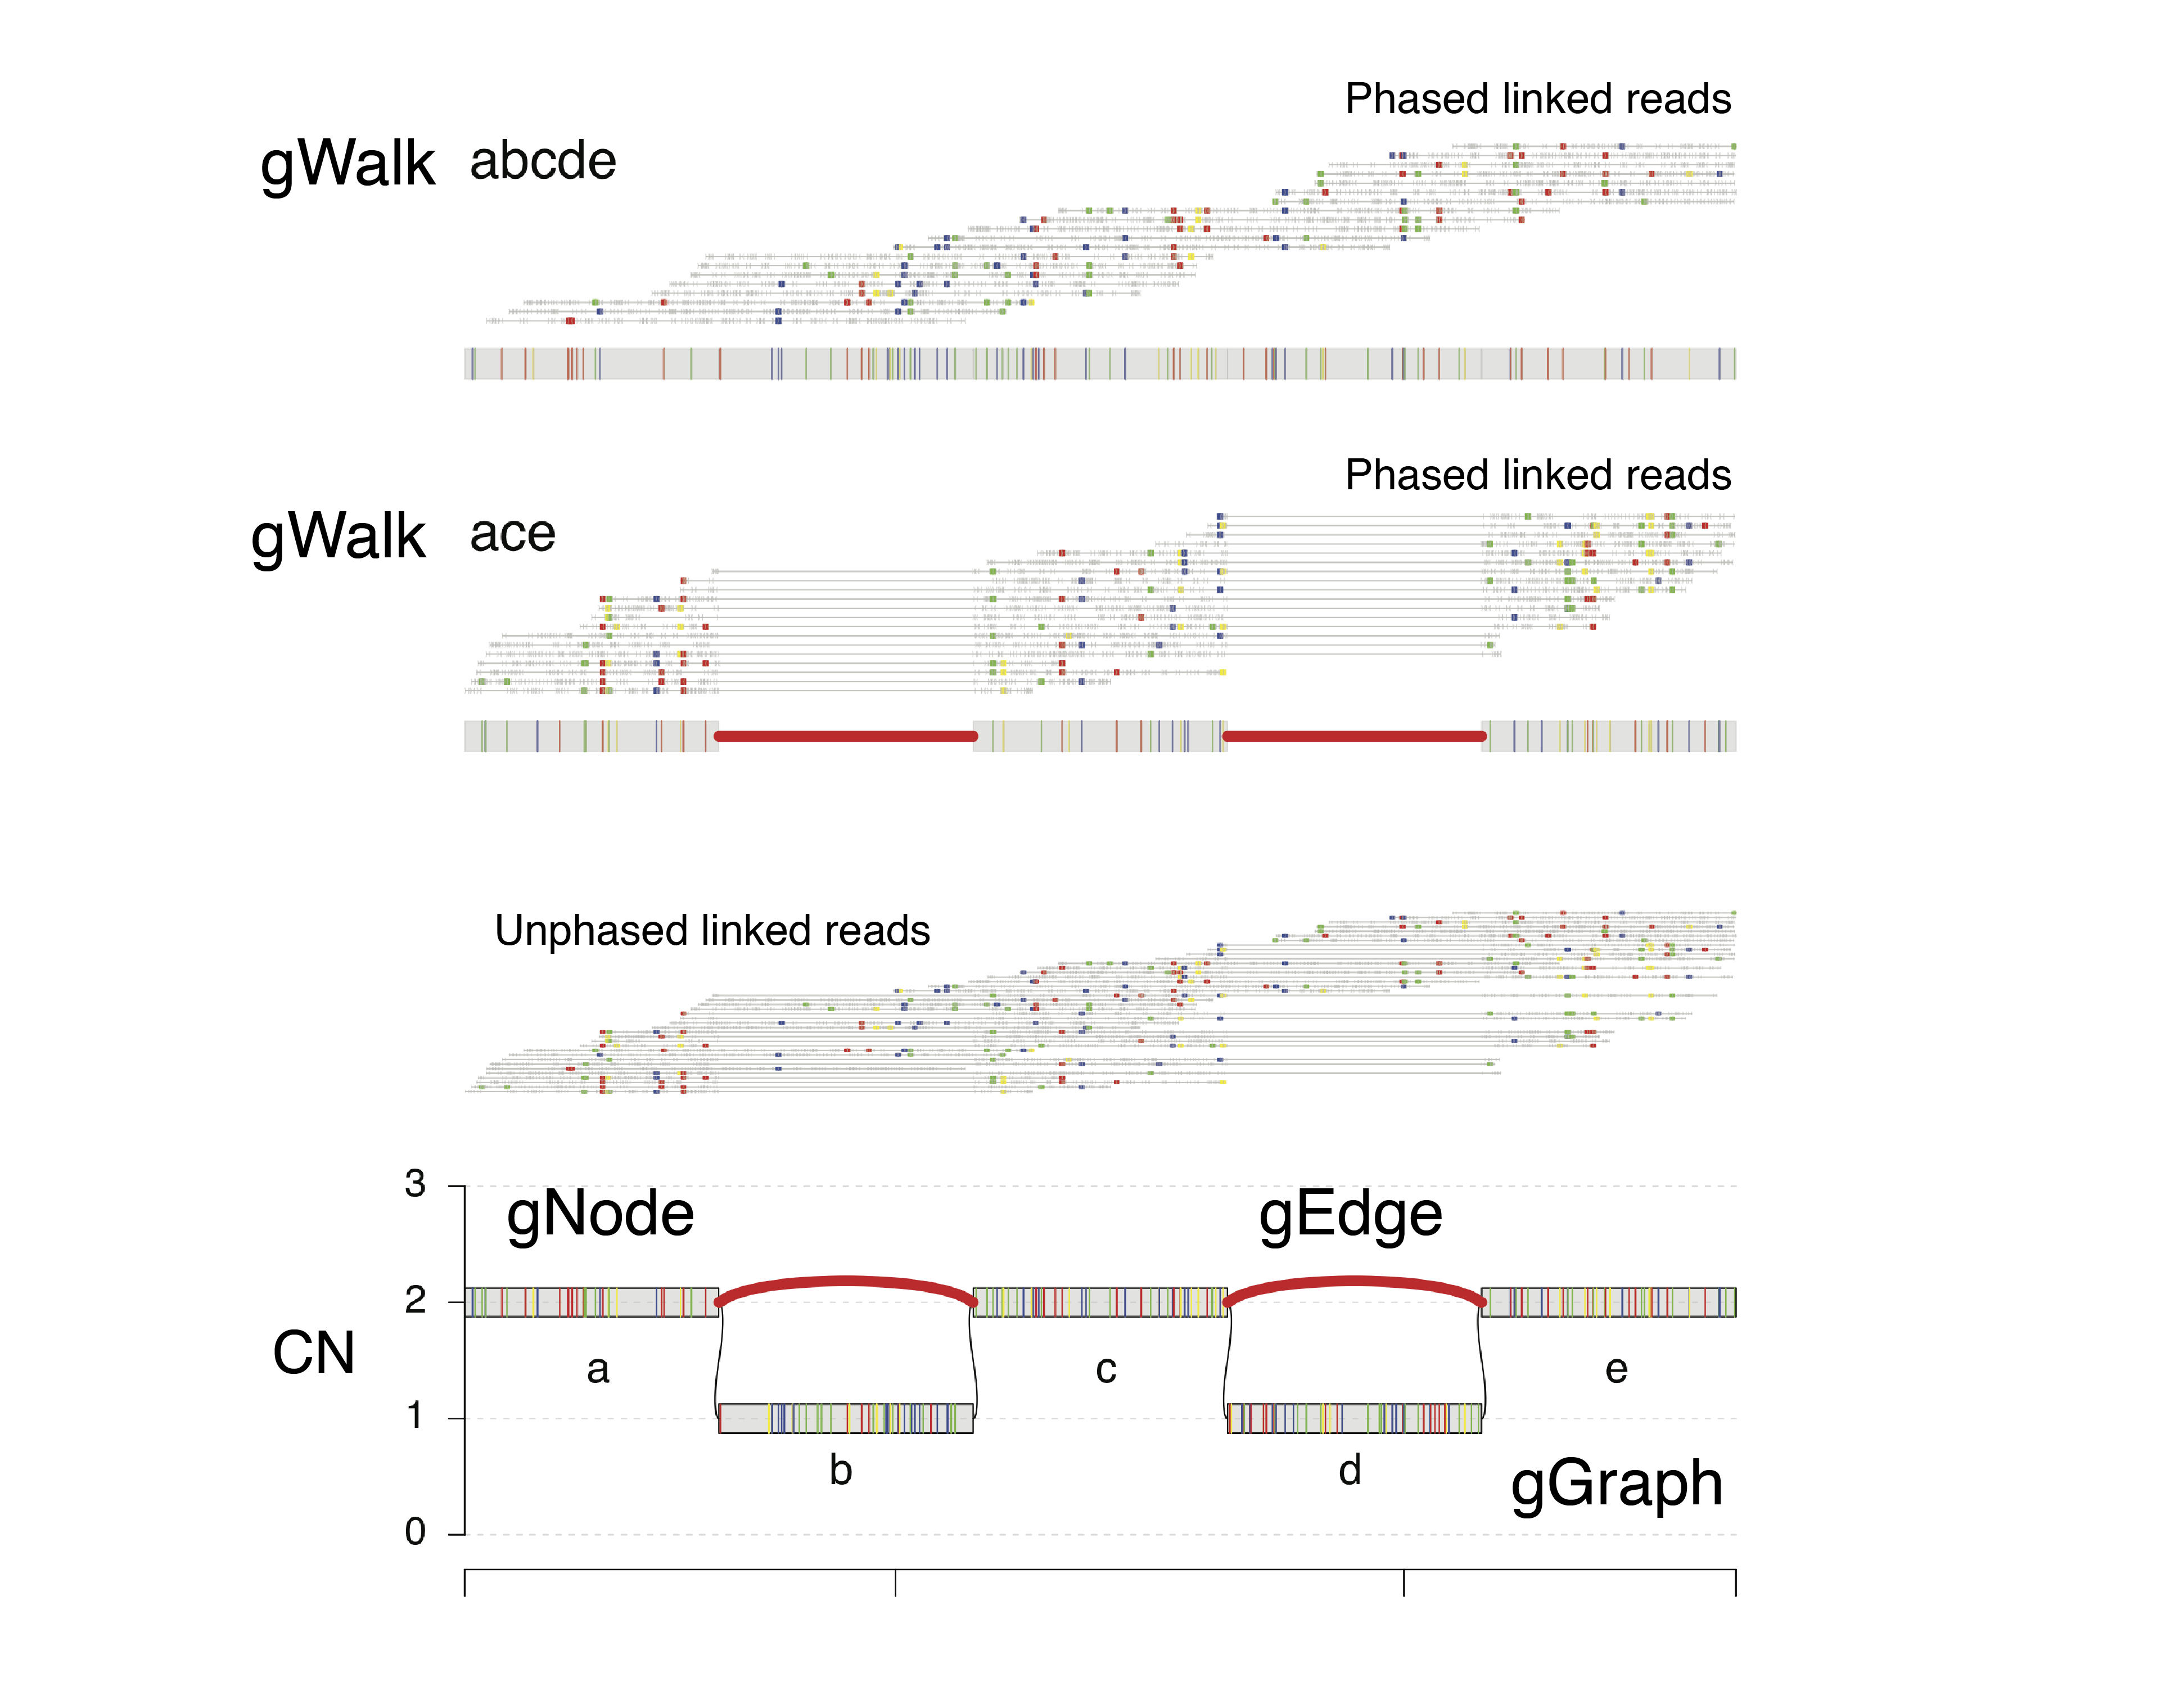 Phased linked reads
gWalk abcde
Phased linked reads
gWalk ace
Unphased linked reads
3
gNode
gEdge
2
CN
a
c
e
1
b
d
gGraph
0